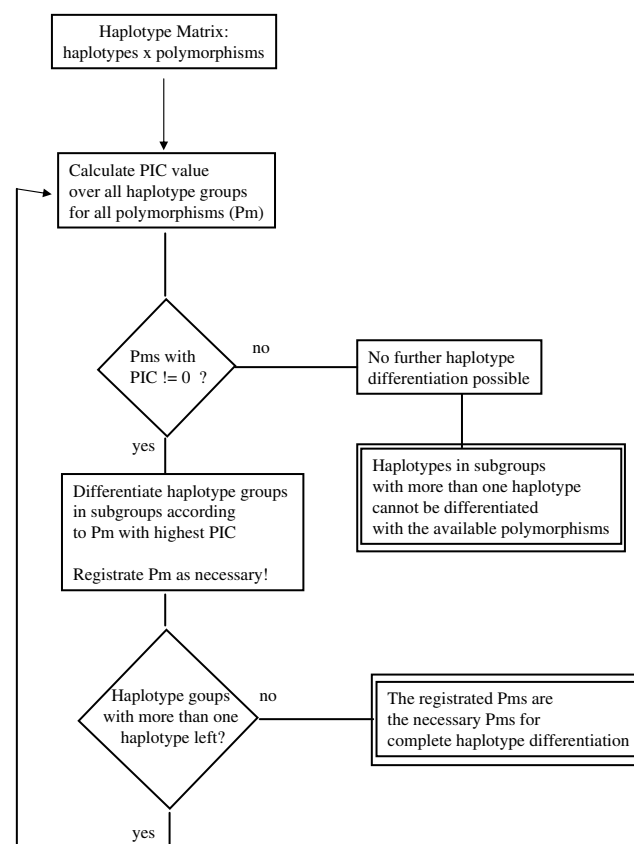 Haplotype Matrix:
haplotypes x polymorphisms
Calculate PIC value
over all haplotype groups
for all polymorphisms (Pm)
Pms with
PIC != 0 ?
no
No further haplotype
differentiation possible
yes
Haplotypes in subgroups
with more than one haplotype
cannot be differentiated
with the available polymorphisms
Differentiate haplotype groups
in subgroups according
to Pm with highest PIC
Registrate Pm as necessary!
Haplotype goups
with more than one
haplotype left?
no
The registrated Pms are
the necessary Pms for
complete haplotype differentiation
yes